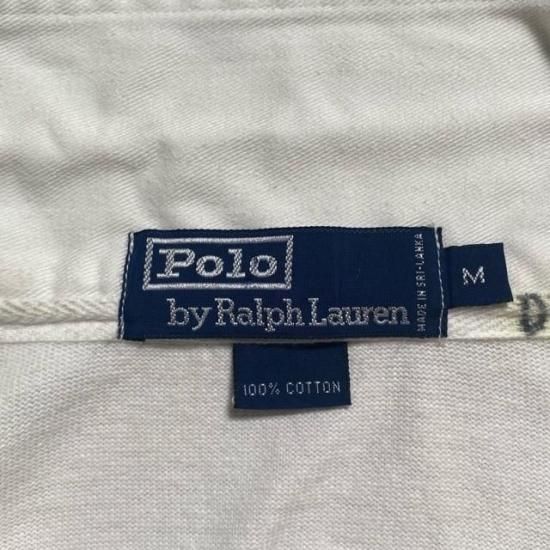 Polo
by Ralph Lauren
MADE IN SRI-LANKA
M
D
100% COTTON